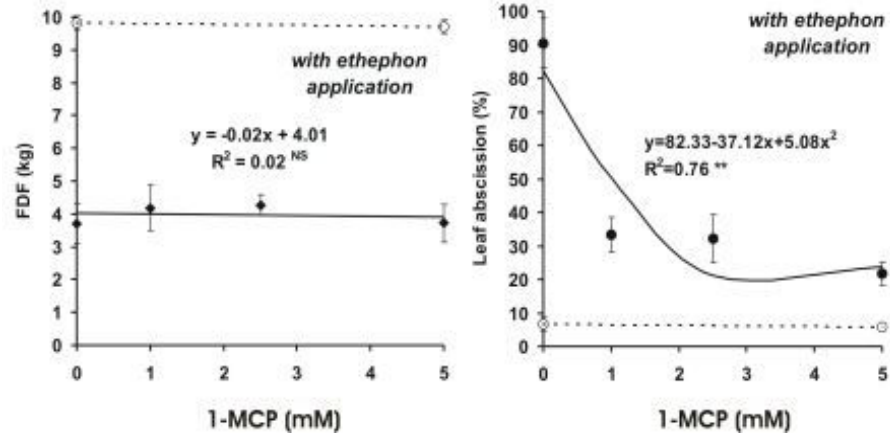 10
9
8
7
6
5
4
3
2
1
0
FDF (kg)
with ethephon
application
y = -0.02x + 4.01
R² = 0.02 NS
0 1 2 3 4 5
1-MCP (mM)
100
90
80
70
60
50
40
30
20
10
0
Leaf abscission (%)
with ethephon
application
y=82.33-37.12x+5.08x²
R²=0.76 **
0 1 2 3 4 5
1-MCP (mM)